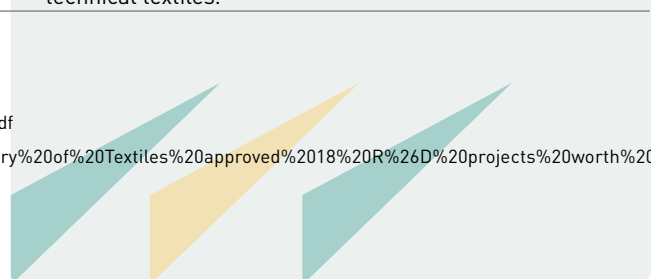 technical textiles.
df
ry%20of%20Textiles%20approved%2018%20R%26D%20projects%20worth%20